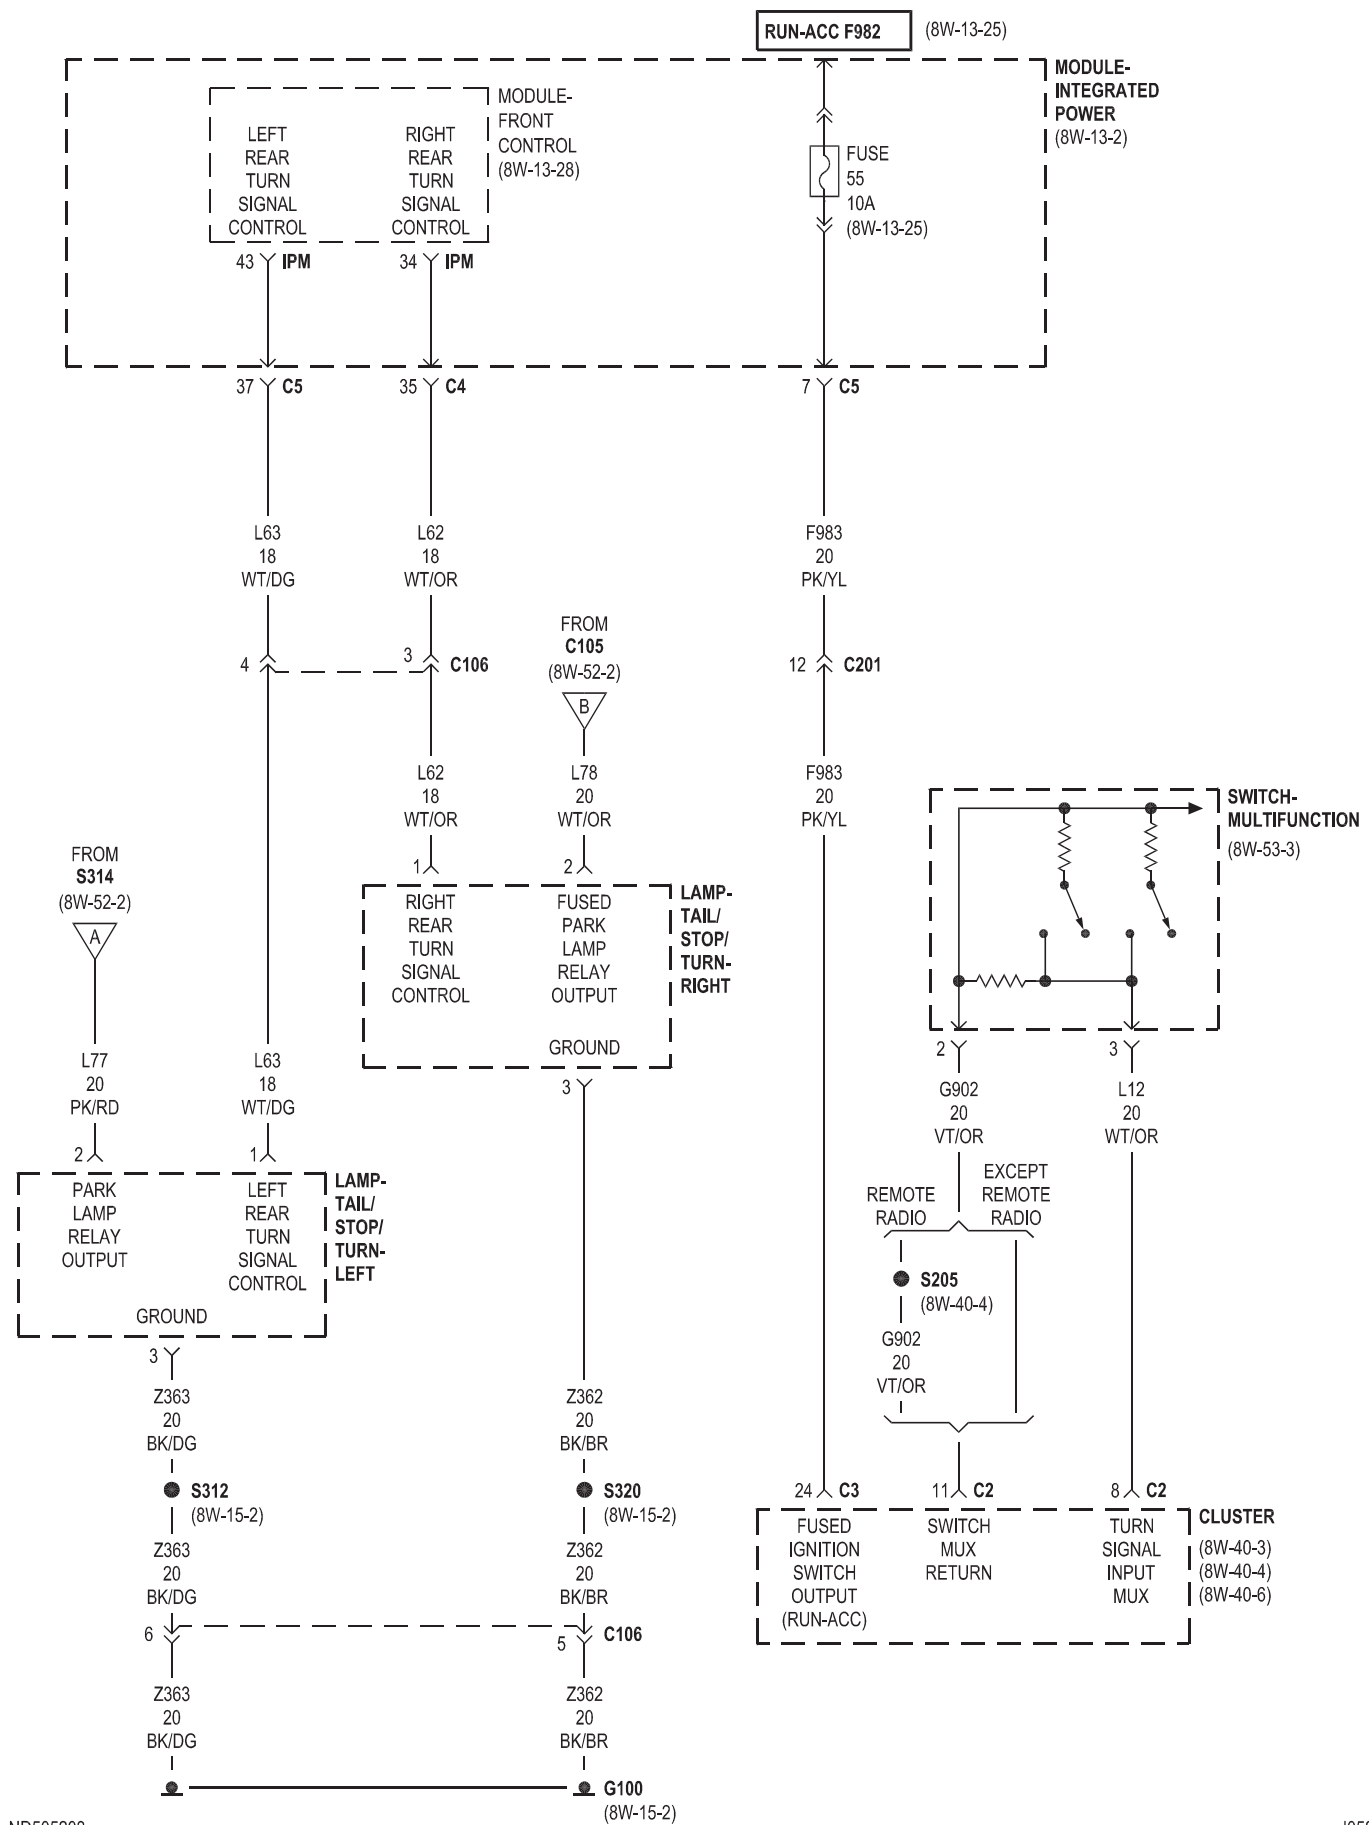 RUN-ACC F982 (8W-13-25)
MODULE-
INTEGRATED
POWER
(8W-13-2)
MODULE-
FRONT
CONTROL
(8W-13-28)
LEFT
REAR
TURN
SIGNAL
CONTROL
RIGHT
REAR
TURN
SIGNAL
CONTROL
FUSE
55
10A
(8W-13-25)
43 IPM
34 IPM
37 C5
35 C4
7 C5
L63
18
WT/DG
L62
18
WT/OR
F983
20
PK/YL
FROM
C105
(8W-52-2)
B
4
3
C106
12 C201
L62
18
WT/OR
L78
20
WT/OR
F983
20
PK/YL
SWITCH-
MULTIFUNCTION
(8W-53-3)
FROM
S314
(8W-52-2)
A
1
2
RIGHT
REAR
TURN
SIGNAL
CONTROL
FUSED
PARK
LAMP
RELAY
OUTPUT
GROUND
LAMP-
TAIL/
STOP/
TURN-
RIGHT
3
2
3
L77
20
PK/RD
L63
18
WT/DG
G902
20
VT/OR
L12
20
WT/OR
2
1
PARK
LAMP
RELAY
OUTPUT
LEFT
REAR
TURN
SIGNAL
CONTROL
GROUND
LAMP-
TAIL/
STOP/
TURN-
LEFT
REMOTE
RADIO
EXCEPT
REMOTE
RADIO
S205
(8W-40-4)
G902
20
VT/OR
3
Z363
20
BK/DG
Z362
20
BK/BR
S312
(8W-15-2)
S320
(8W-15-2)
24 C3
11 C2
8 C2
FUSED
IGNITION
SWITCH
OUTPUT
(RUN-ACC)
SWITCH
MUX
RETURN
TURN
SIGNAL
INPUT
MUX
CLUSTER
(8W-40-3)
(8W-40-4)
(8W-40-6)
Z363
20
BK/DG
Z362
20
BK/BR
6
5
C106
Z363
20
BK/DG
Z362
20
BK/BR
G100
(8W-15-2)